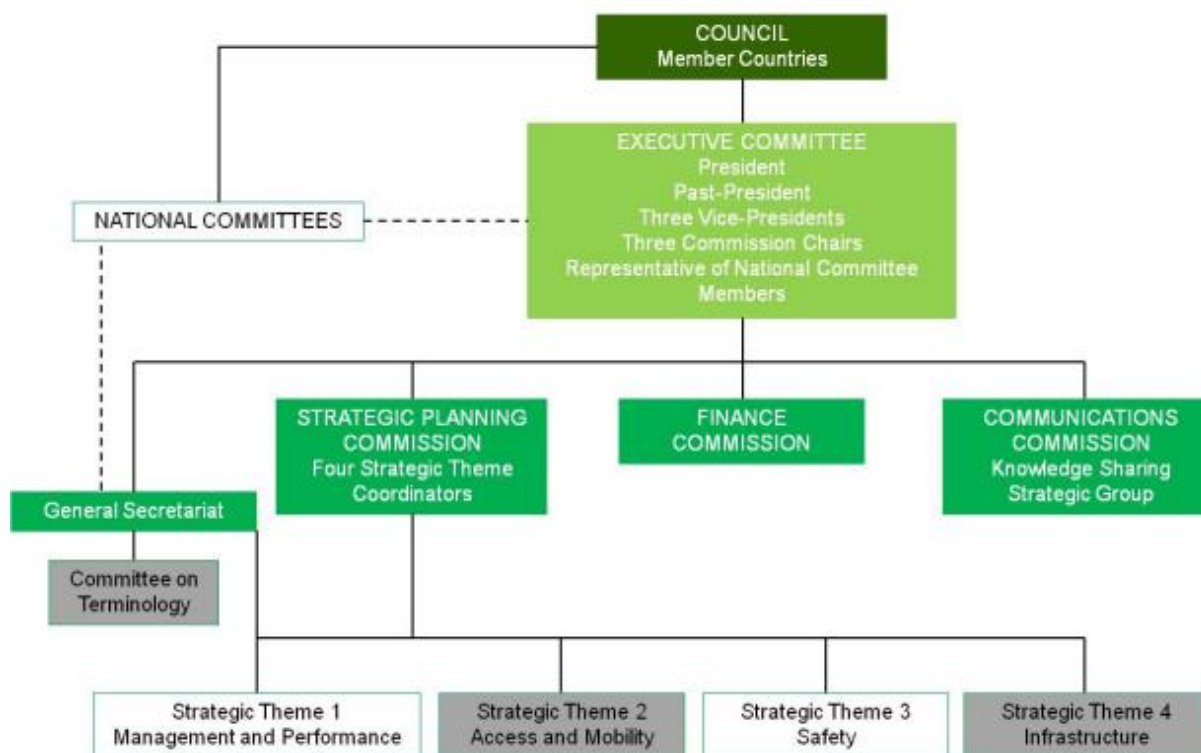 COUNCIL
Member Countries
EXECUTIVE COMMITTEE
President
Past-President
Three Vice-Presidents
Three Commission Chairs
Representative of National Committee
Members
NATIONAL COMMITTEES
STRATEGIC PLANNING
COMMISSION
Four Strategic Theme
Coordinators
FINANCE
COMMISSION
COMMUNICATIONS
COMMISSION
Knowledge Sharing
Strategic Group
General Secretariat
Committee on
Terminology
Strategic Theme 1
Management and Performance
Strategic Theme 2
Access and Mobility
Strategic Theme 3
Safety
Strategic Theme 4
Infrastructure